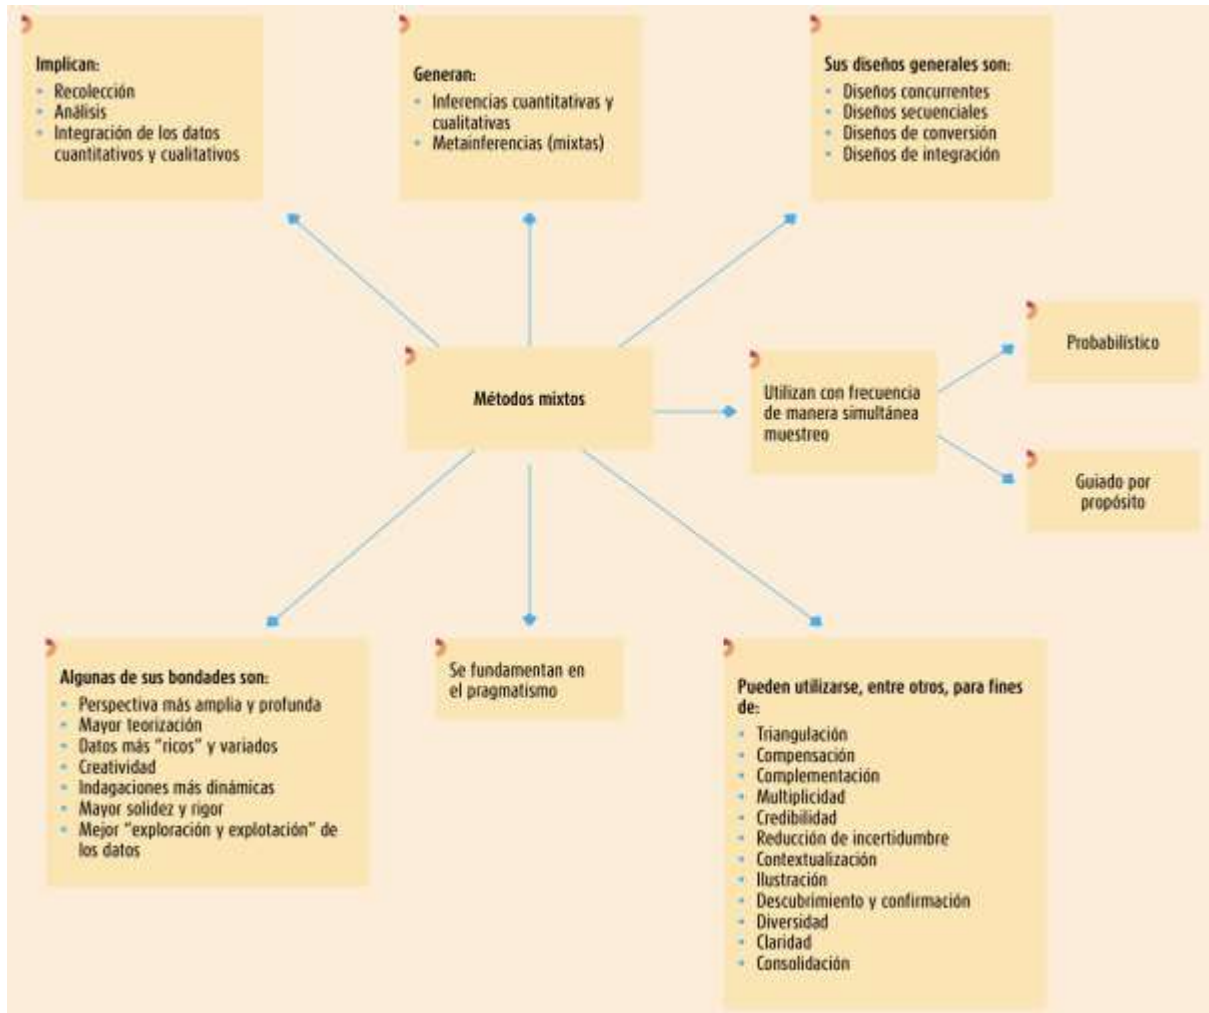 Implican:
• Recolección
• Análisis
• Integración de los datos
cuantitativos y cualitativos
Generan:
• Inferencias cuantitativas y
cualitativas
• Metainferencias (mixtas)
Sus diseños generales son:
• Diseños concurrentes
• Diseños secuenciales
• Diseños de conversión
• Diseños de integración
Métodos mixtos
Utilizan con frecuencia
de manera simultánea
muestreo
Probabilístico
Guiado por
propósito
Algunas de sus bondades son:
• Perspectiva más amplia y profunda
• Mayor teorización
• Datos más "ricos" y variados
• Creatividad
• Indagaciones más dinámicas
• Mayor solidez y rigor
• Mejor "exploración y explotación" de
los datos
Se fundamentan en
el pragmatismo
Pueden utilizarse, entre otros, para fines
de:
• Triangulación
• Compensación
• Complementación
• Multiplicidad
• Credibilidad
• Reducción de incertidumbre
• Contextualización
• Ilustración
• Descubrimiento y confirmación
• Diversidad
• Claridad
• Consolidación